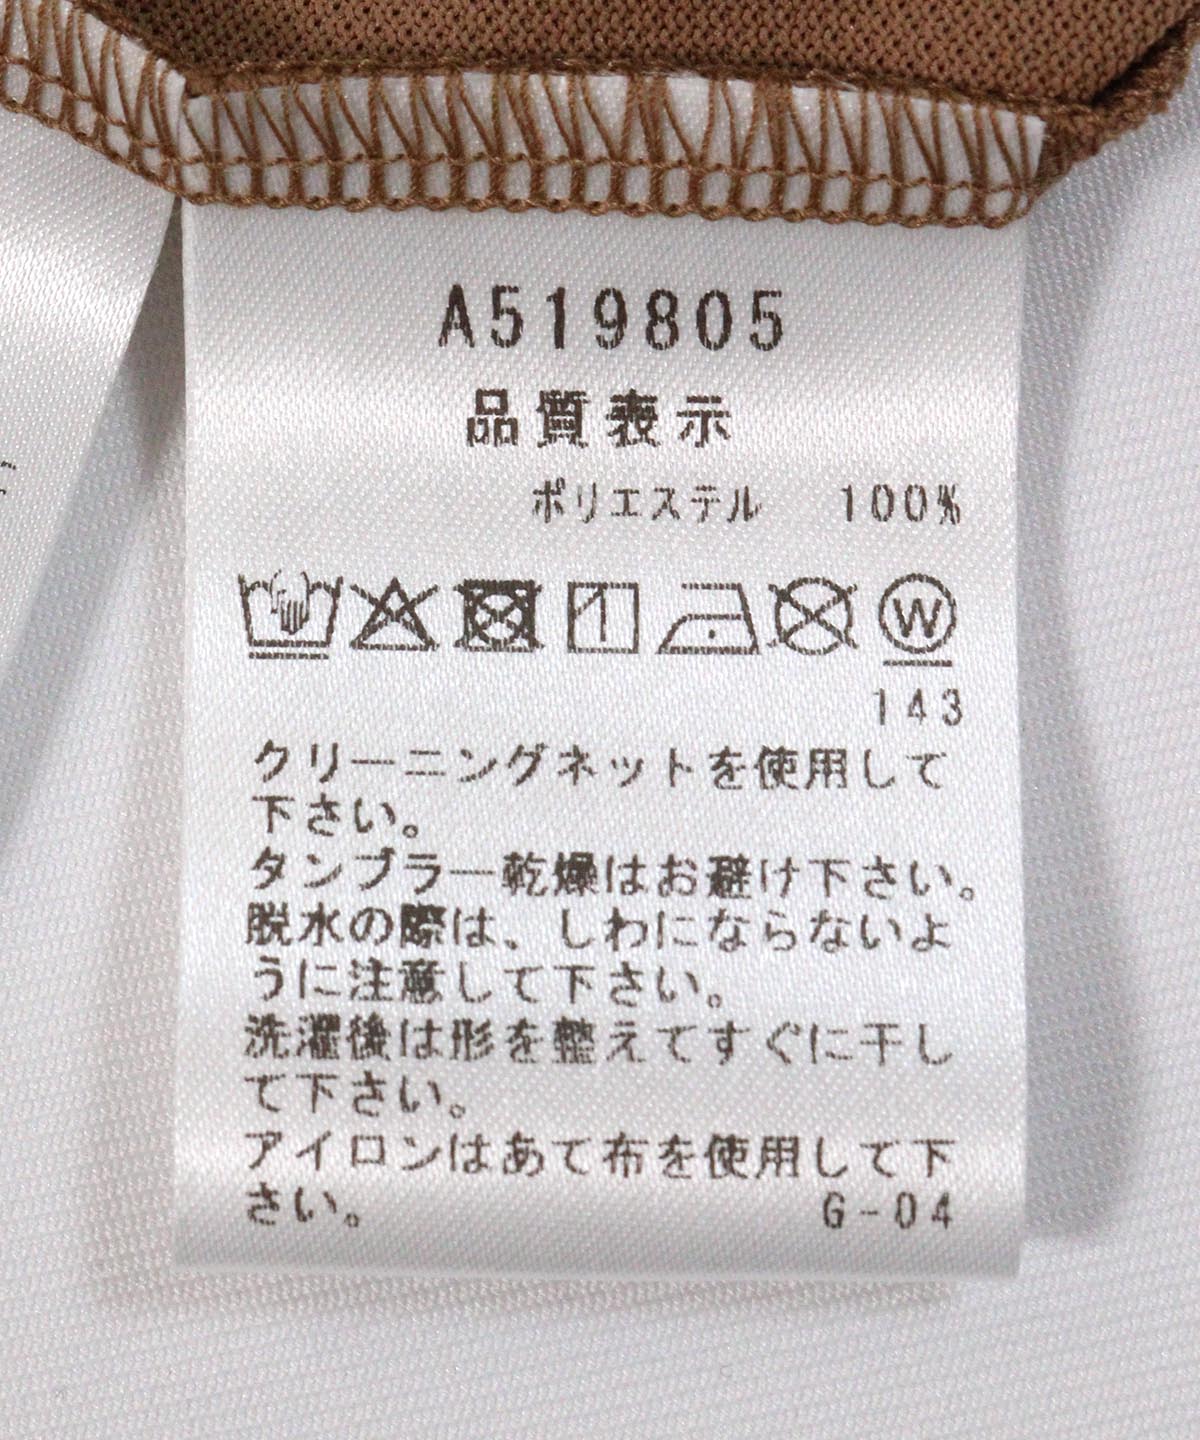 A519805
品質表示
ポリエステル 100%
W
143
クリーニングネットを使用して
下さい。
タンブラー乾燥はお避け下さい。
脱水の際は、しわにならないよ
うに注意して下さい。
洗濯後は形を整えてすぐに干し
て下さい。
アイロンはあて布を使用して下
さい。 G-04